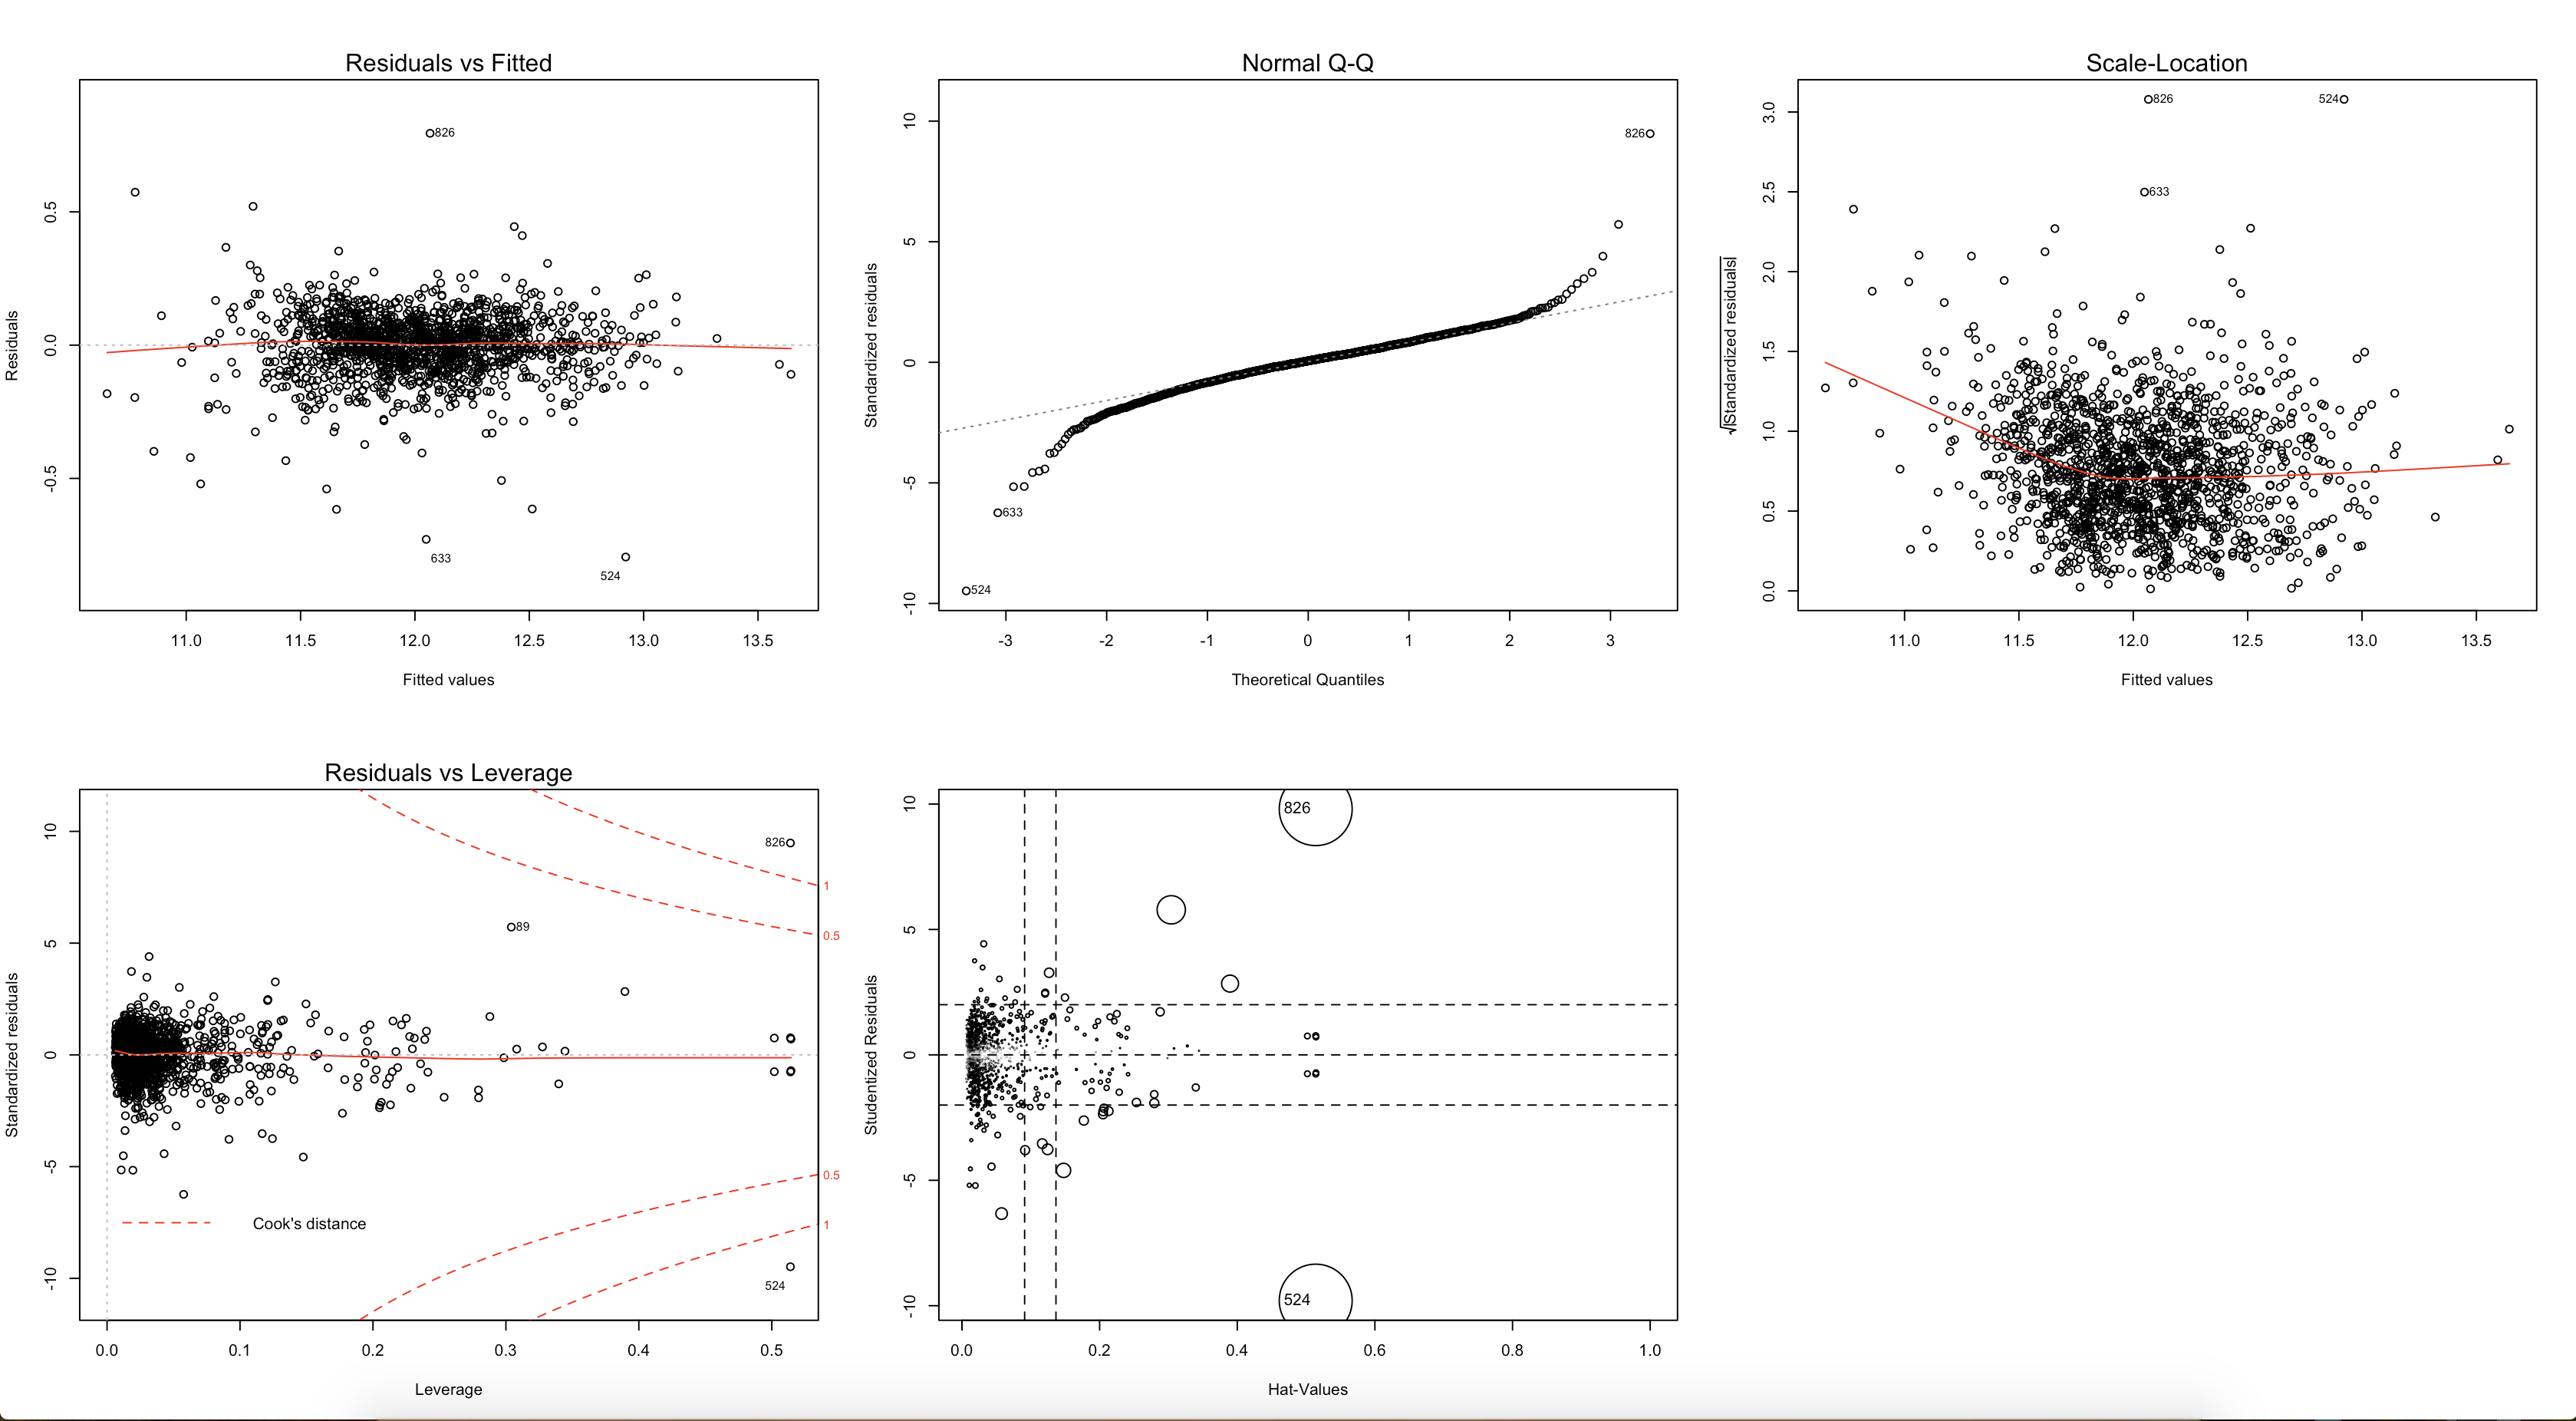 Residuals vs Fitted
Residuals
0.5
0.0
-0.5
826
633
524
11.0 11.5 12.0 12.5 13.0 13.5
Fitted values
Normal Q-Q
Standardized residuals
10
5
0
-5
-10
826
633
524
-3 -2 -1 0 1 2 3
Theoretical Quantiles
Scale-Location
√|Standardized residuals|
3.0
2.5
2.0
1.5
1.0
0.5
0.0
826
524
633
11.0 11.5 12.0 12.5 13.0 13.5
Fitted values
Residuals vs Leverage
Standardized residuals
10
5
0
-5
-10
826
1
0.5
89
0.5
1
Cook's distance
524
0.0 0.1 0.2 0.3 0.4 0.5
Leverage
Studentized Residuals
10
5
0
-5
-10
826
524
0.0 0.2 0.4 0.6 0.8 1.0
Hat-Values